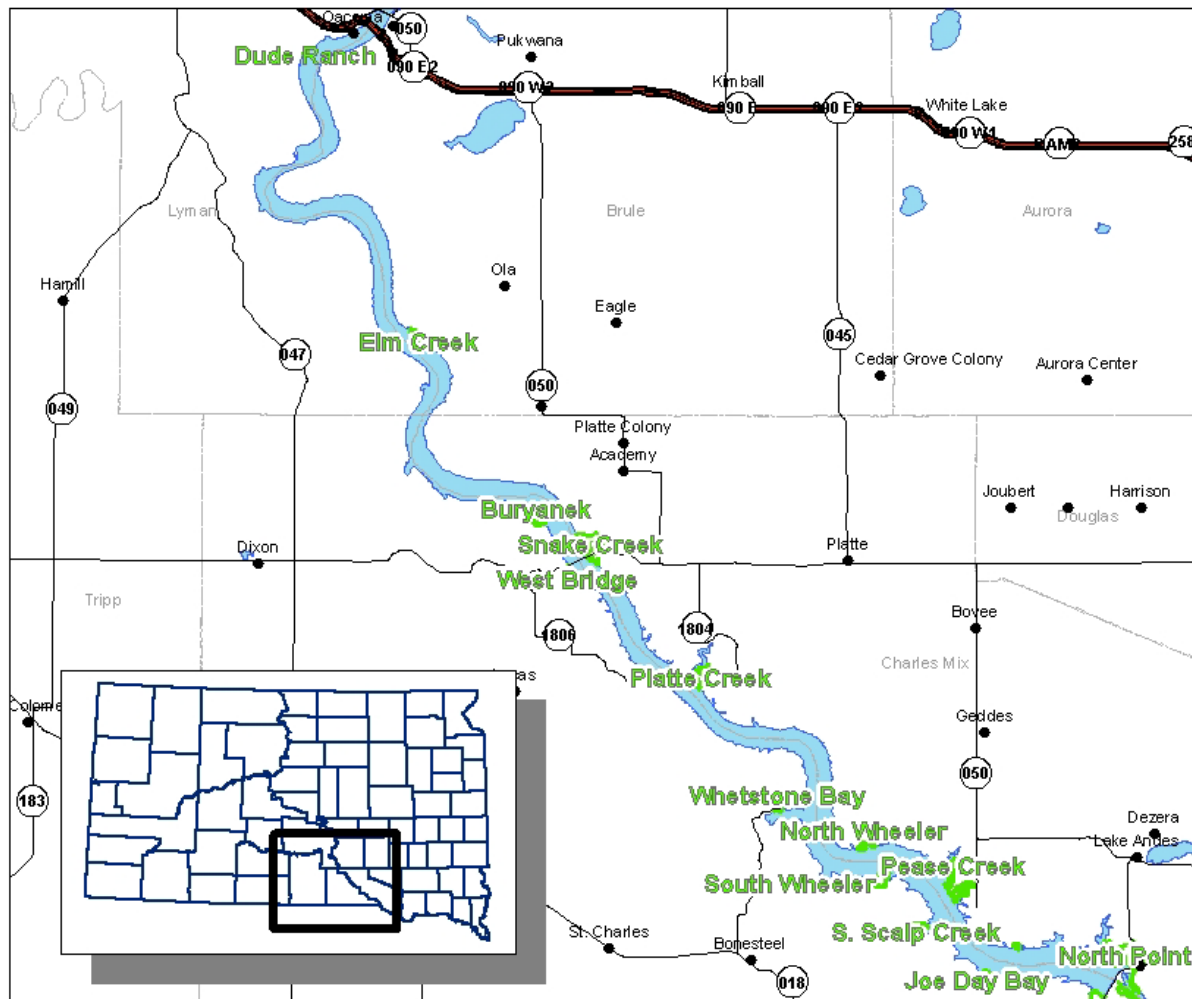 Oacoma
050
Pukwana
Dude Ranch
090 E2
090 W2
Kimball
090 E2
White Lake
258
Lyman
Brule
Aurora
Hamill
Ola
Eagle
Elm Creek
047
045
Cedar Grove Colony
Aurora Center
049
050
Platte Colony
Academy
Joubert
Harrison
Douglas
Buryanek
Snake Creek
Dixon
Platte
West Bridge
Tripp
Bovee
1806
1804
Charles Mix
Platte Creek
Geddes
050
183
Whetstone Bay
Dezera
North Wheeler
Lake Andes
Pease Creek
South Wheeler
S. Scalp Creek
St. Charles
Bonesteel
North Point
Joe Day Bay
018